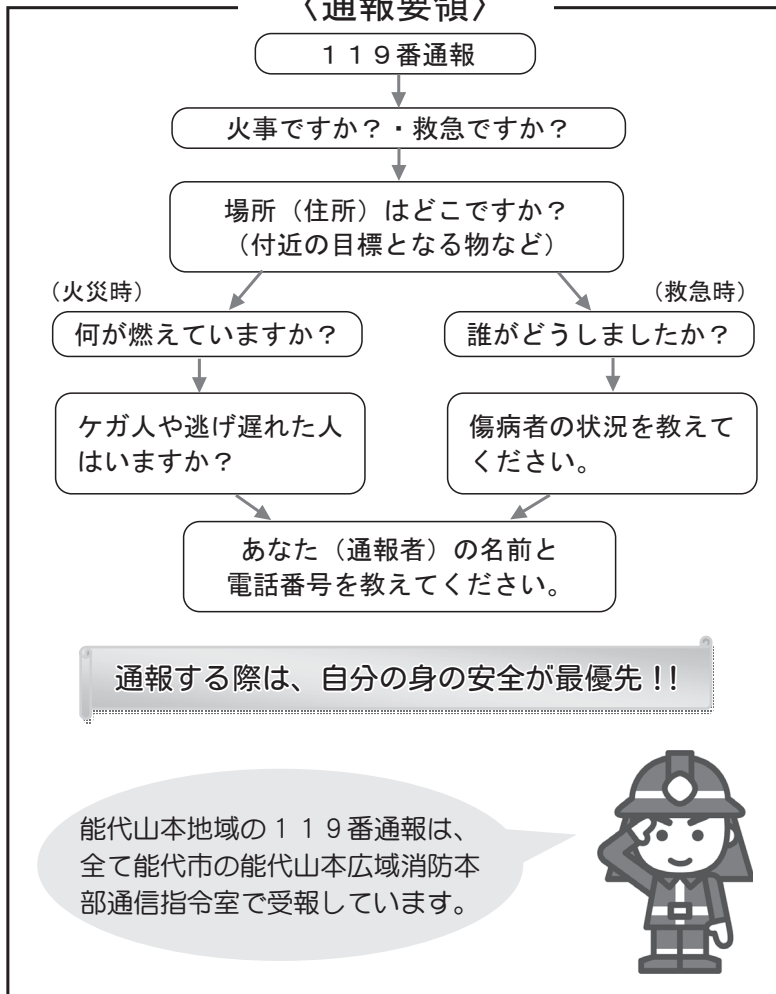 〈通報要領〉
１１９番通報
火事ですか？・救急ですか？
場所（住所）はどこですか？
（付近の目標となる物など）
（火災時）
（救急時）
何が燃えていますか？
誰がどうしましたか？
ケガ人や逃げ遅れた人
はいますか？
傷病者の状況を教えて
ください。
あなた（通報者）の名前と
電話番号を教えてください。
通報する際は、自分の身の安全が最優先！！
能代山本地域の１１９番通報は、
全て能代市の能代山本広域消防本
部通信指令室で受報しています。